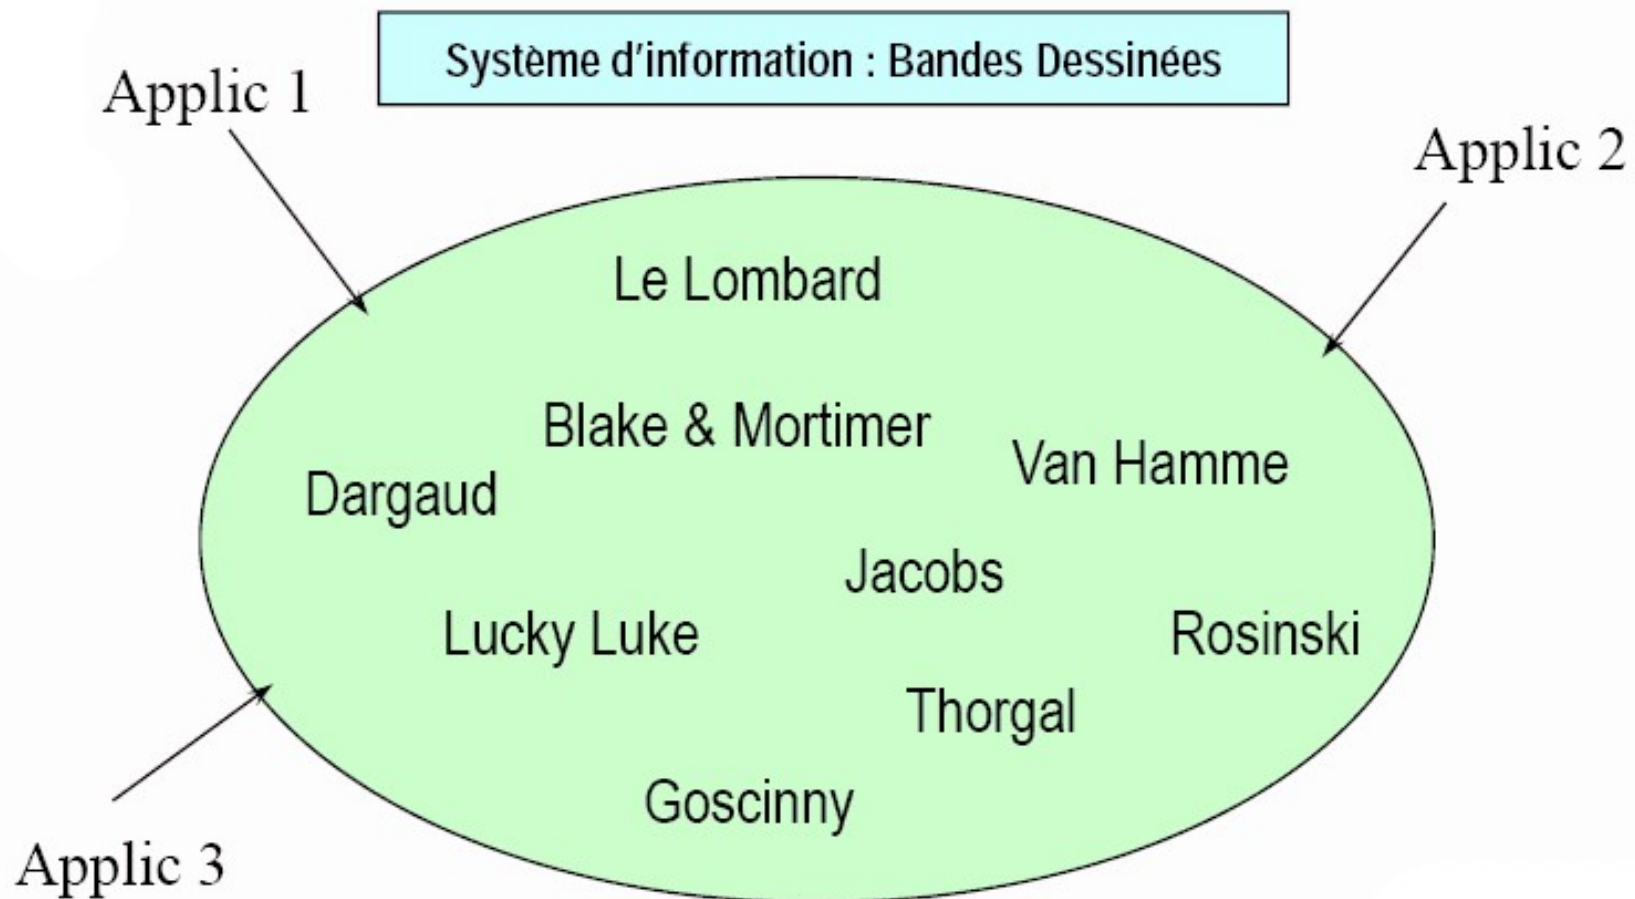 Système d'information : Bandes Dessinées
Applic 1
Applic 2
Le Lombard
Blake & Mortimer
Van Hamme
Dargaud
Jacobs
Lucky Luke
Rosinski
Thorgal
Goscinny
Applic 3